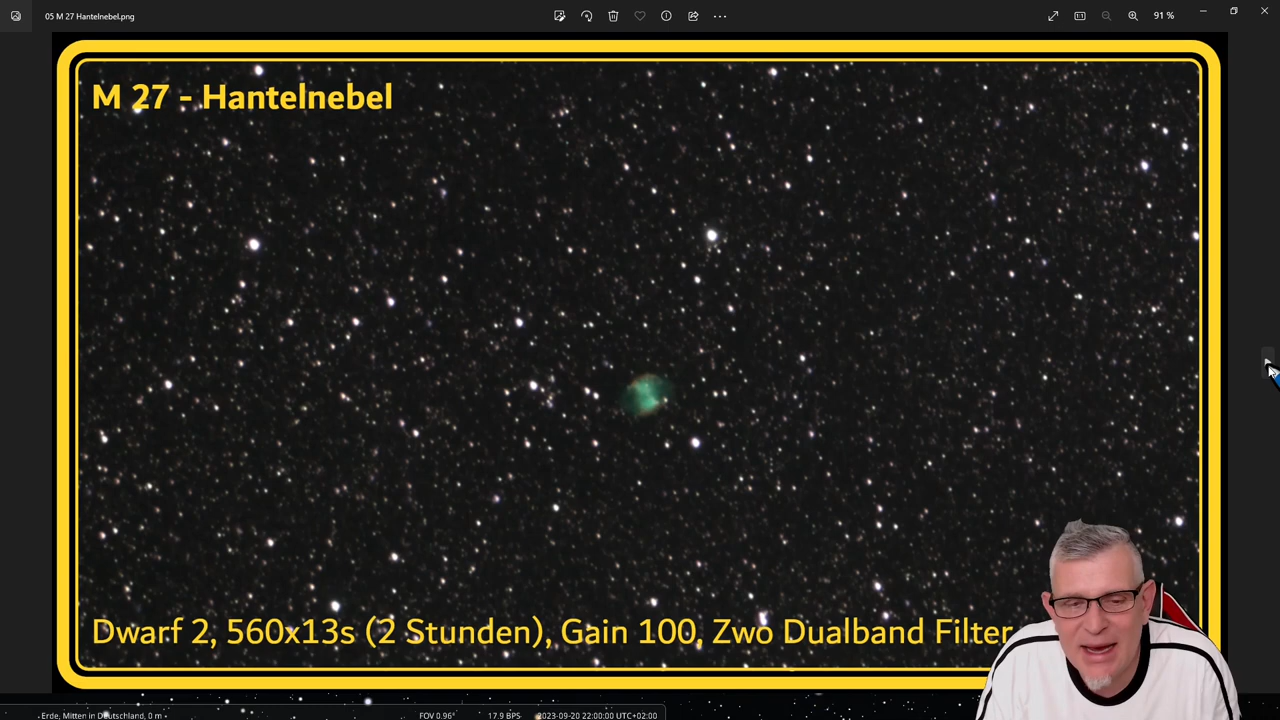 05 M 27 Hantelnebel.png
91 %
M 27 - Hantelnebel
Dwarf 2, 560x13s (2 Stunden), Gain 100, Zwo Dualband Filter
Erde, Mitten in Deutschland, 0 m
FOV 0.96°
17.9 BPS
2023-09-20 22:00:00 UTC+02:00